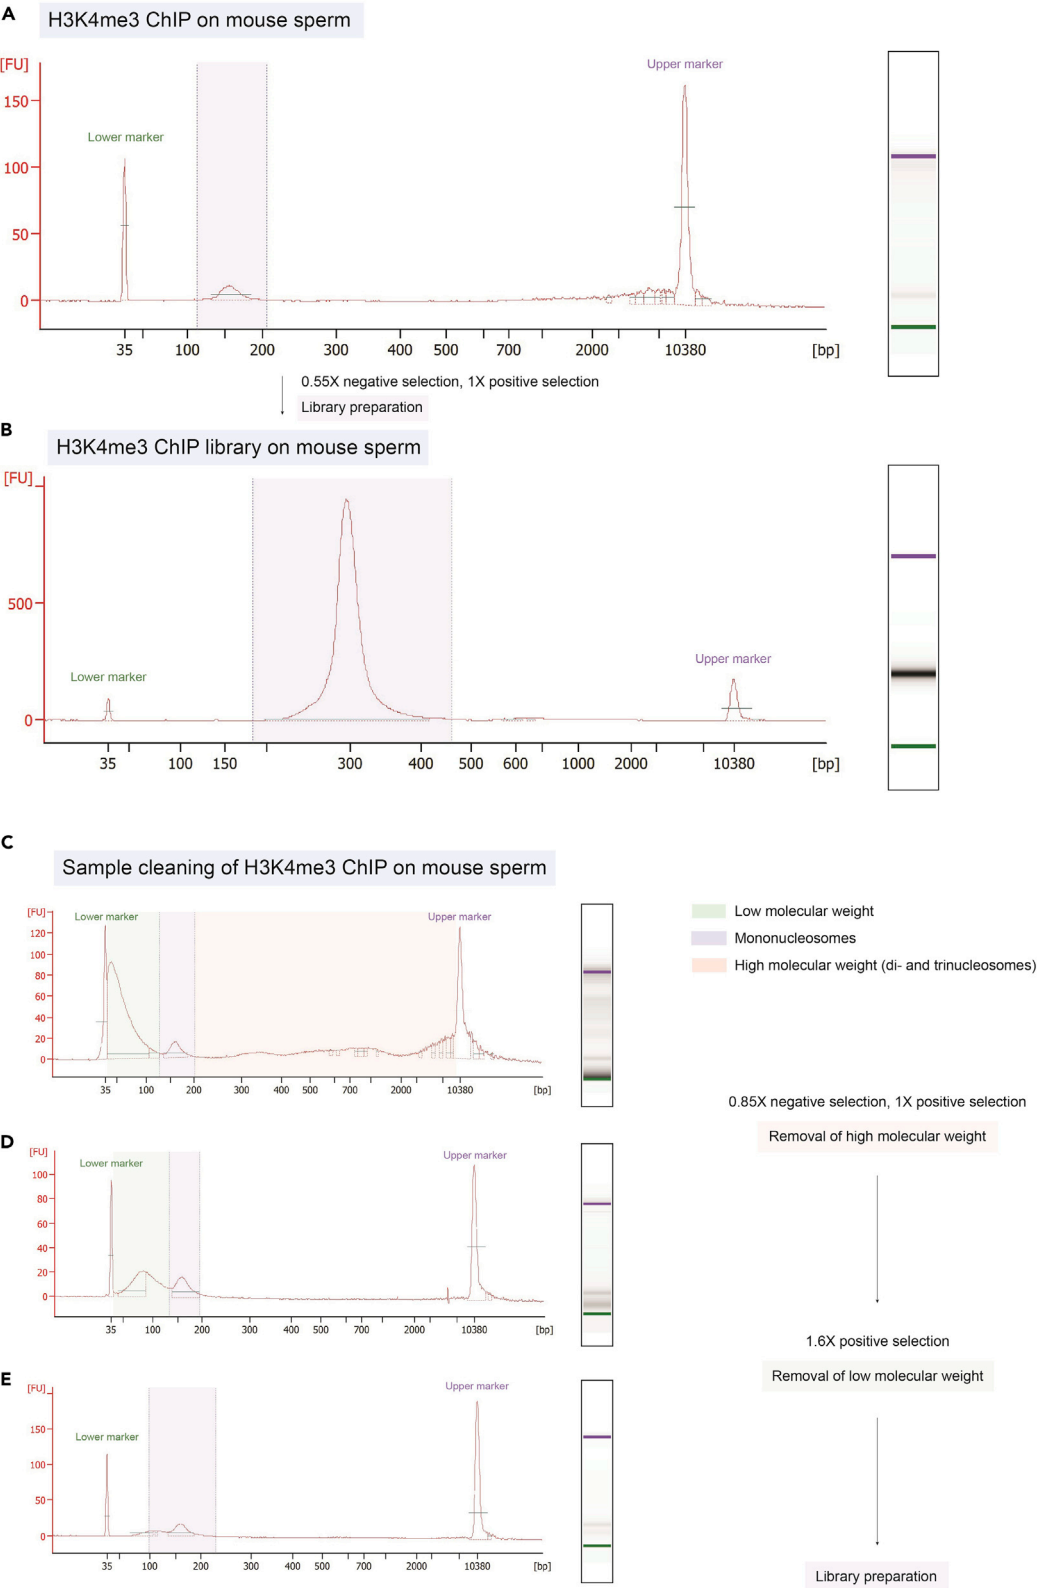 A
H3K4me3 ChIP on mouse sperm
[FU]
Upper marker
Lower marker
150
100
50
0
35 100 200 300 400 500 700 2000 10380 [bp]
0.55X negative selection, 1X positive selection
Library preparation
B
H3K4me3 ChIP library on mouse sperm
[FU]
500
Upper marker
Lower marker
0
35 100 150 300 400 500 600 1000 2000 10380 [bp]
C
Sample cleaning of H3K4me3 ChIP on mouse sperm
[FU]
Lower marker
Upper marker
120
100
80
60
40
20
0
35 100 200 300 400 500 700 2000 10380 [bp]
Low molecular weight
Mononucleosomes
High molecular weight (di- and trinucleosomes)
0.85X negative selection, 1X positive selection
Removal of high molecular weight
D
[FU]
Lower marker
Upper marker
100
80
60
40
20
0
35 100 200 300 400 500 700 2000 10380 [bp]
1.6X positive selection
Removal of low molecular weight
E
[FU]
Upper marker
Lower marker
150
100
50
0
35 100 200 300 400 500 700 2000 10380 [bp]
Library preparation